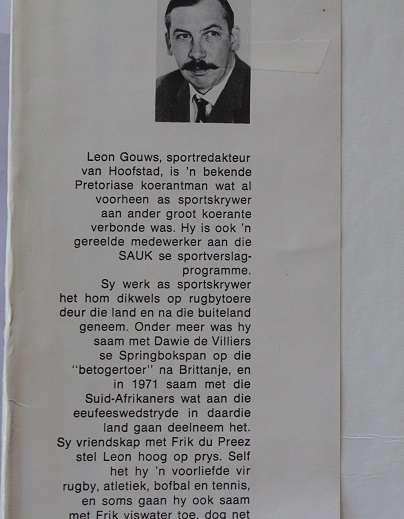 Leon Gouws, sportredakteur
van Hoofstad, is 'n bekende
Pretoriase koerantman wat al
voorheen as sportskrywer
aan ander groot koerante
verbonde was. Hy is ook 'n
gereelde medewerker aan die
SAUK se sportverslag-
programme.
Sy werk as sportskrywer
het hom dikwels op rugbytoere
deur die land en na die buiteland
geneem. Onder meer was hy
saam met Dawie de Villiers
se Springbokspan op die
"betogertoer" na Brittanje, en
in 1971 saam met die
Suid-Afrikaners wat aan die
eeufeeswedstryde in daardie
land gaan deelneem het.
Sy vriendskap met Frik du Preez
stel Leon hoog op prys. Self
het hy 'n voorliefde vir
rugby, atletiek, bofbal en tennis,
en soms gaan hy ook saam
met Frik viswater toe, dog net